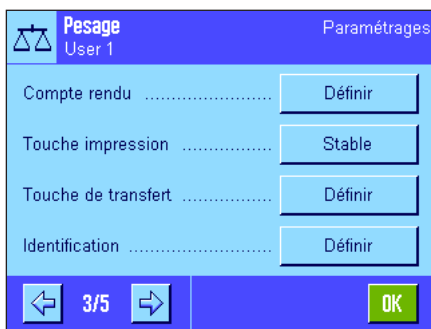 Pesage
User 1
Paramétrages
Compte rendu ........................ Définir
Touche impression ................. Stable
Touche de transfert ................. Définir
Identification ........................... Définir
3/5
OK